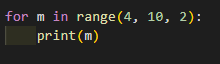 for m in range(4, 10, 2):
    print(m)